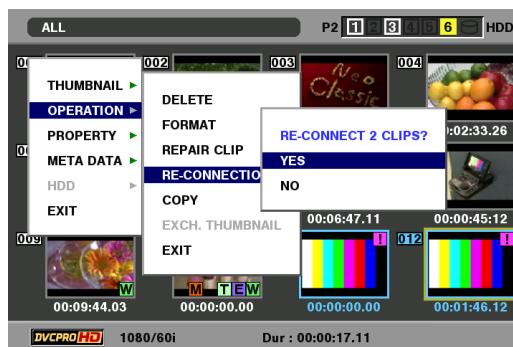 ALL P2 1 2 3 4 5 6 HDD
002 003 004
THUMBNAIL
OPERATION
PROPERTY
META DATA
HDD
EXIT
DELETE
FORMAT
REPAIR CLIP
RE-CONNECTIO
COPY
EXCH. THUMBNAIL
EXIT
RE-CONNECT 2 CLIPS?
YES
NO
Neo
Classic
:02:33.26
00:06:47.11 00:00:45:12
009 ! 012 !
W M T E W
00:09:44.03 00:00:00.00 00:00:00.00 00:01:46.12
DVCPRO HD 1080/60i Dur : 00:00:17.11